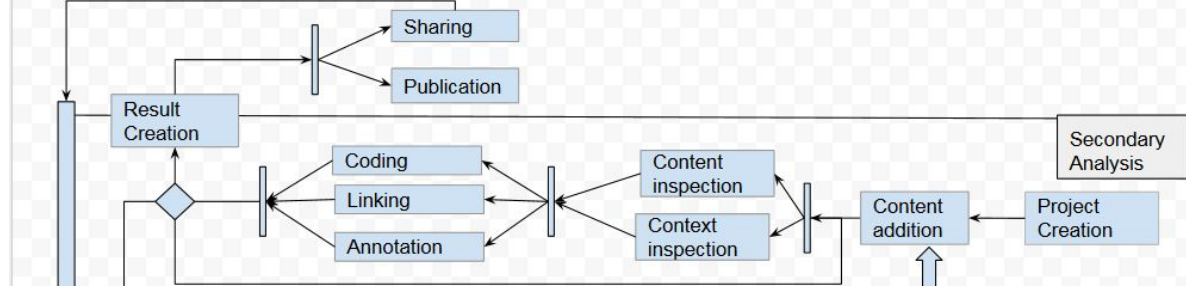 Sharing
Publication
Result
Creation
Secondary
Analysis
Coding
Linking
Annotation
Content
inspection
Context
inspection
Content
addition
Project
Creation